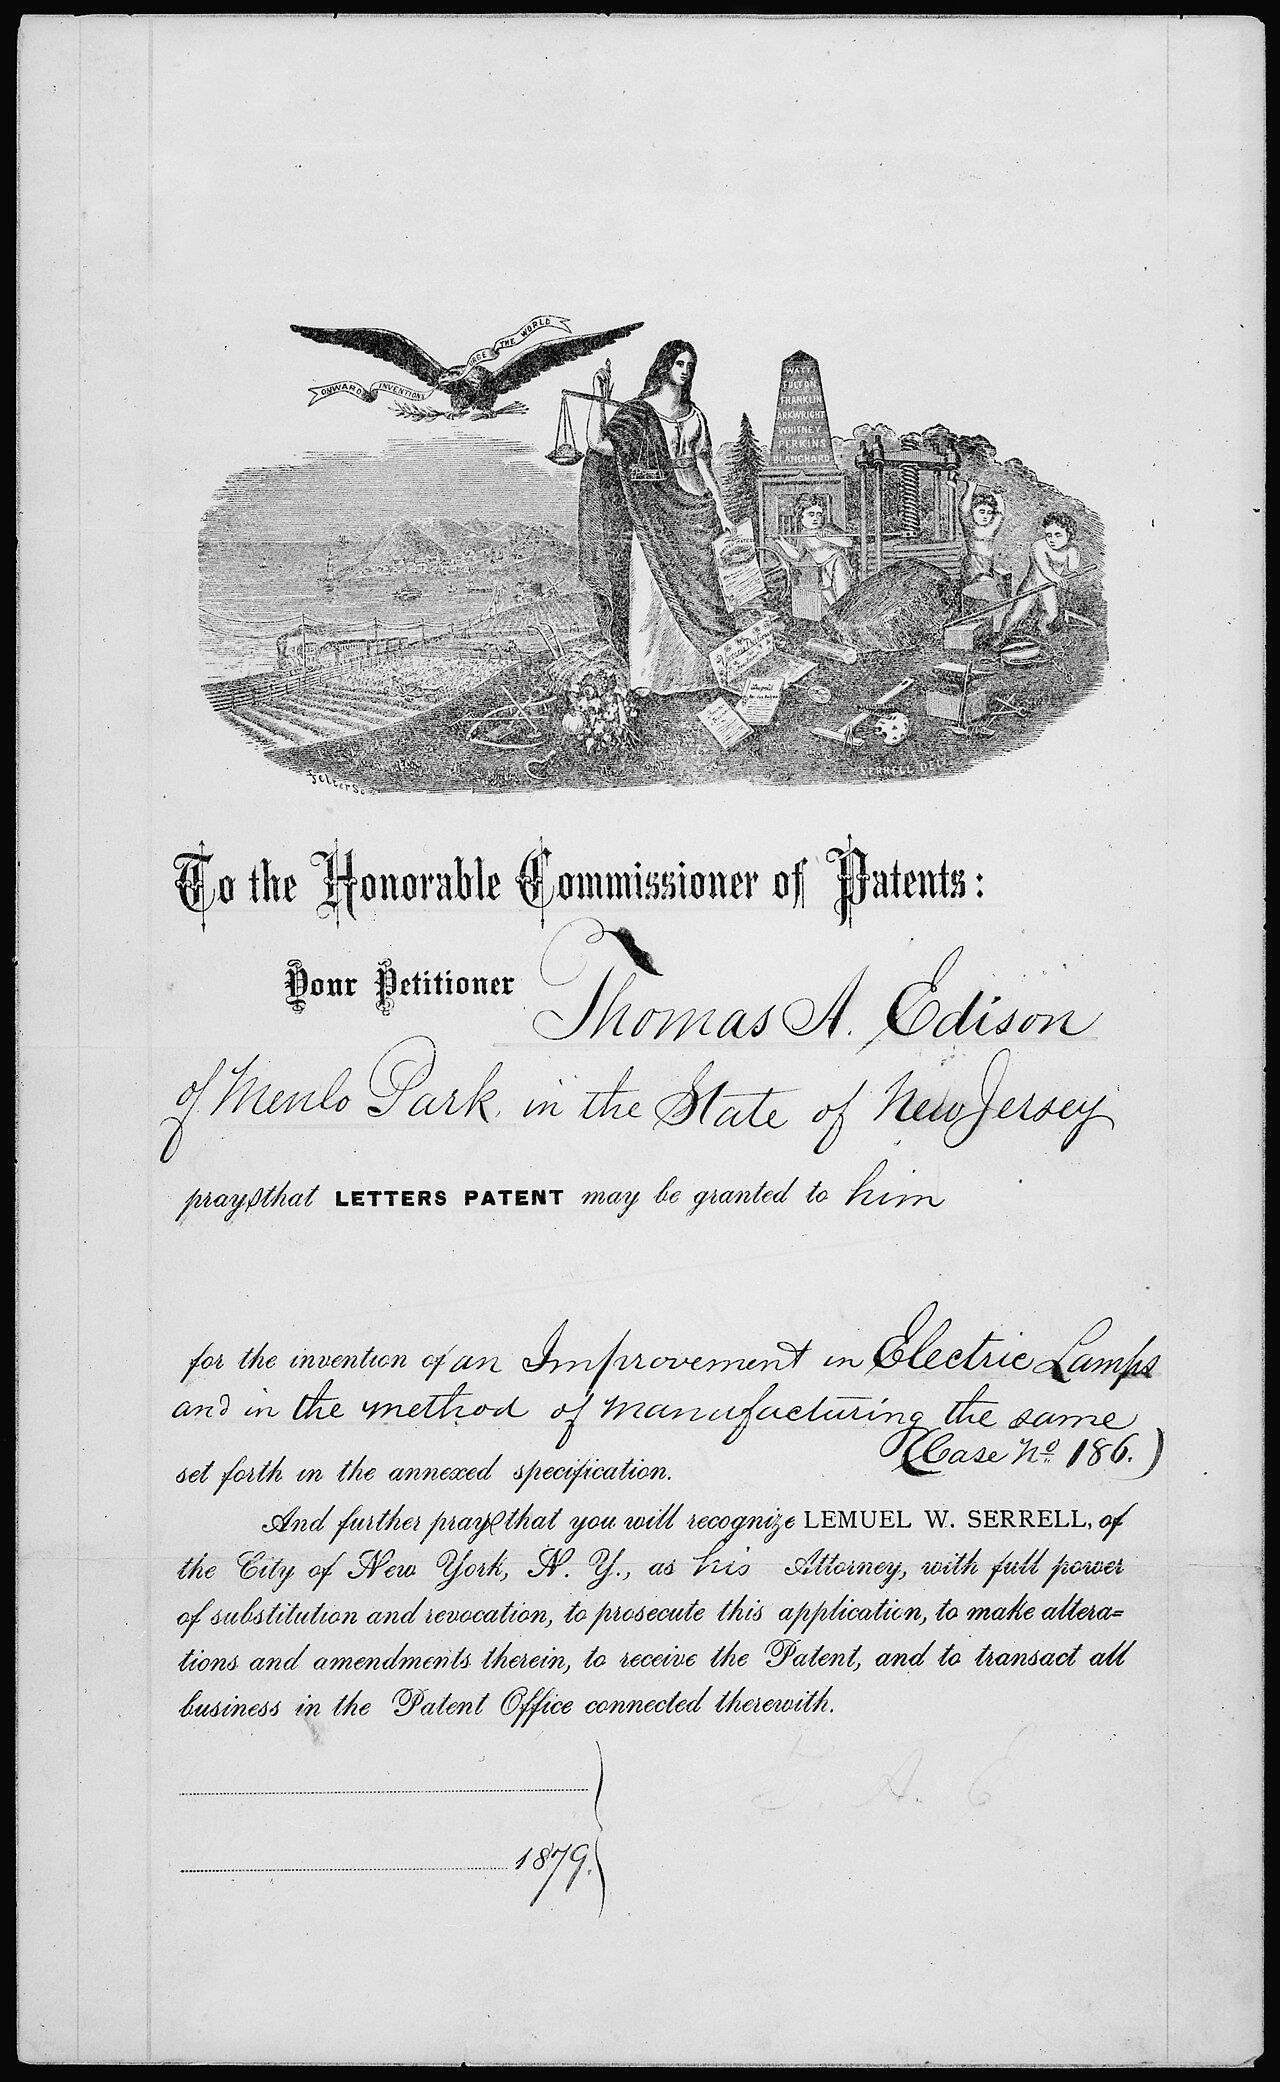 ONWARD INVENTIONS URGE THE WORLD
WATT
FULTON
FRANKLIN
ARKWRIGHT
WHITNEY
PERKINS
BLANCHARD
SERRELL DEL
To the Honorable Commissioner of Patents:
Your Petitioner Thomas A. Edison
of Menlo Park in the State of New Jersey
prays that LETTERS PATENT may be granted to him
for the invention of an Improvement in Electric Lamps
and in the method of manufacturing the same
(Case No 186.)
set forth in the annexed specification.
And further prays that you will recognize LEMUEL W. SERRELL, of
the City of New York, N. Y., as his Attorney, with full power
of substitution and revocation, to prosecute this application, to make altera=
tions and amendments therein, to receive the Patent, and to transact all
business in the Patent Office connected therewith.
T. A. E
1879.